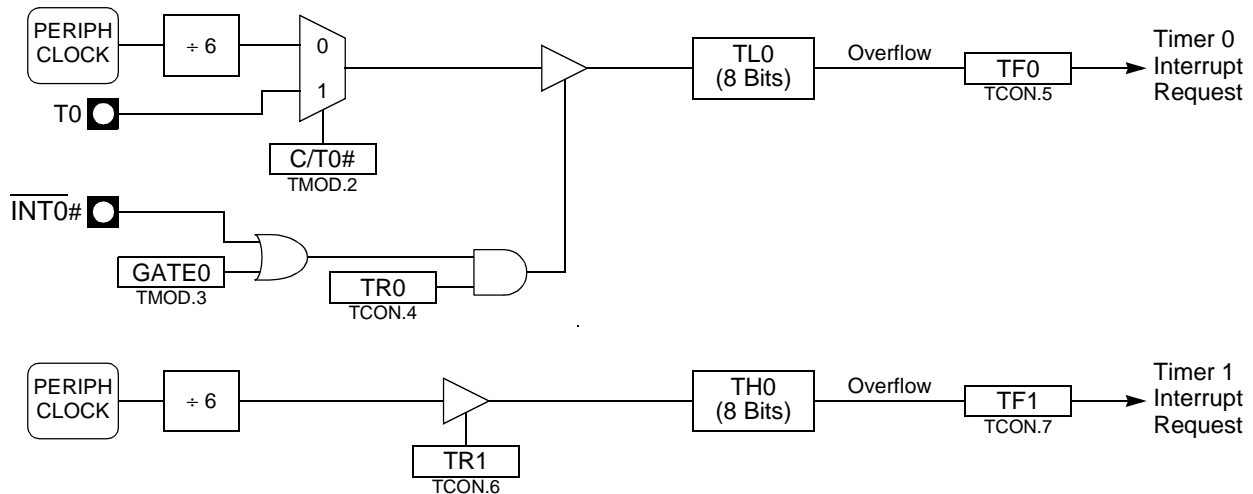 PERIPH
CLOCK
÷ 6
0
1
T0
C/T0#
TMOD.2
TL0
(8 Bits)
Overflow
TF0
TCON.5
Timer 0
Interrupt
Request
INT0#
GATE0
TMOD.3
TR0
TCON.4
PERIPH
CLOCK
÷ 6
TR1
TCON.6
TH0
(8 Bits)
Overflow
TF1
TCON.7
Timer 1
Interrupt
Request